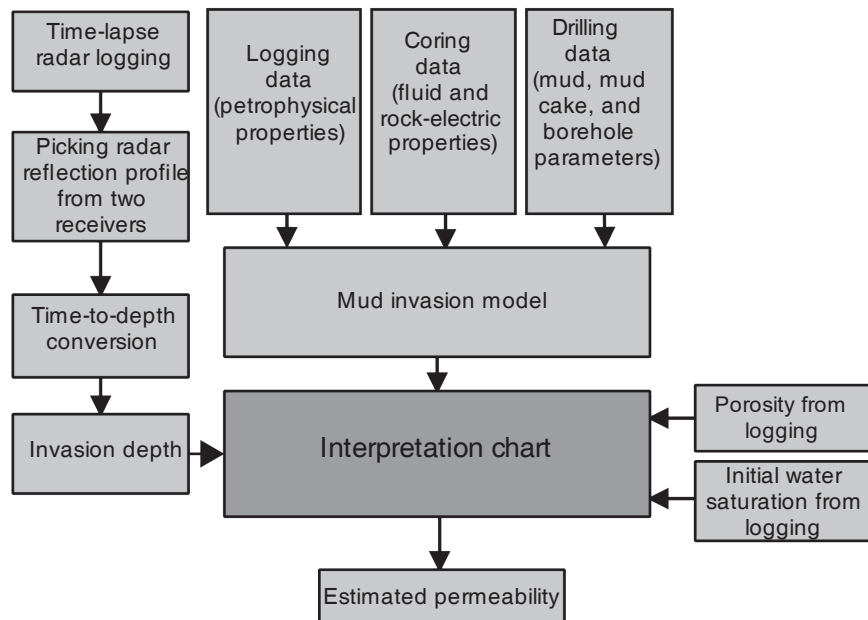 Time-lapse
radar logging
Picking radar
reflection profile
from two
receivers
Time-to-depth
conversion
Invasion depth
Logging
data
(petrophysical
properties)
Coring
data
(fluid and
rock-electric
properties)
Drilling
data
(mud, mud
cake, and
borehole
parameters)
Mud invasion model
Interpretation chart
Porosity from
logging
Initial water
saturation from
logging
Estimated permeability